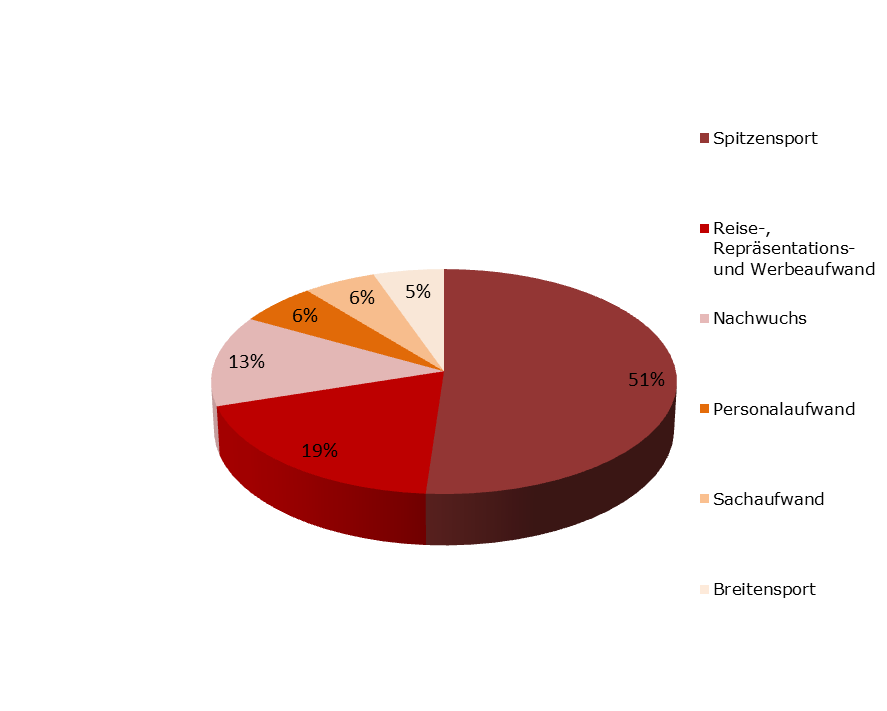 Spitzensport
Reise-,
Repräsentations-
und Werbeaufwand
Nachwuchs
Personalaufwand
Sachaufwand
Breitensport
51%
19%
13%
6%
6%
5%